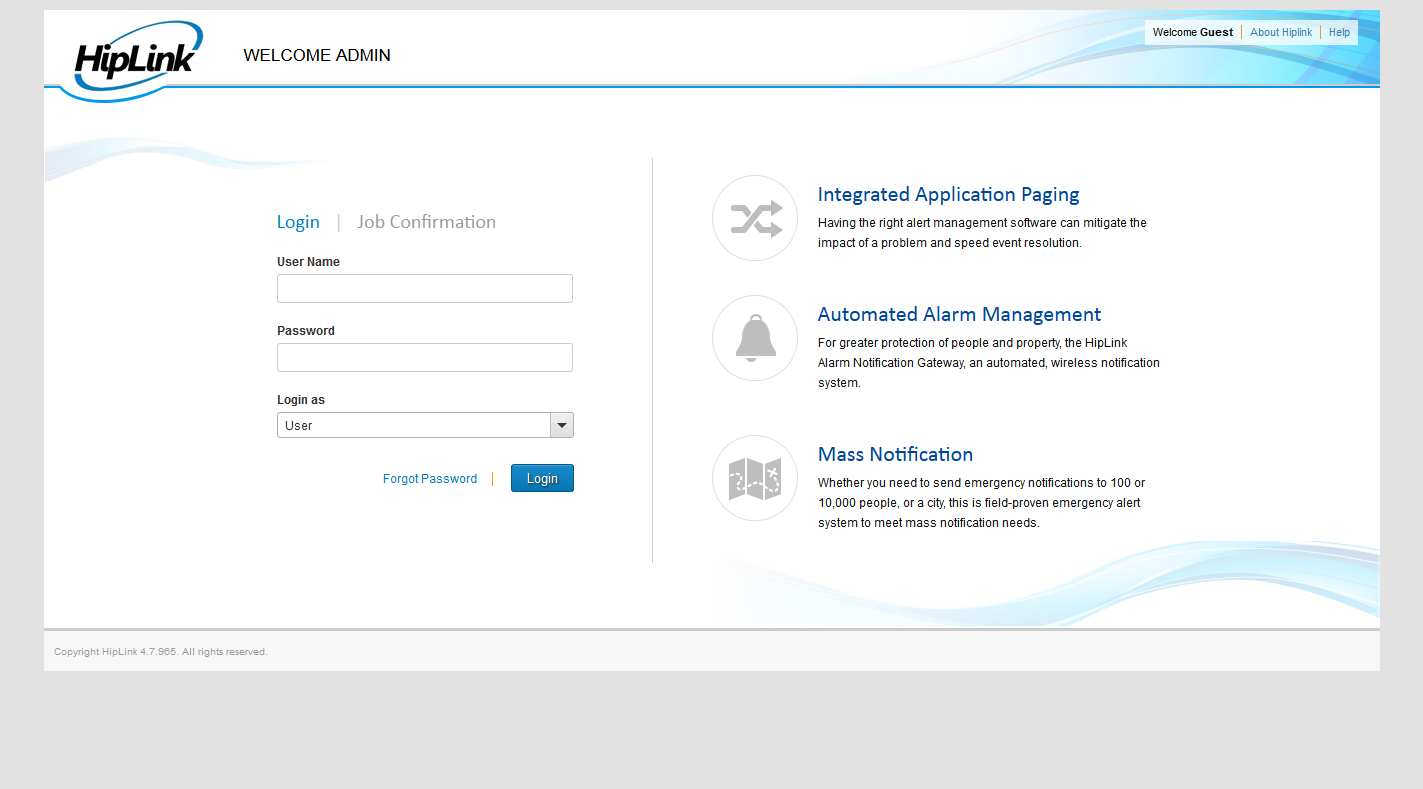 HipLink
WELCOME ADMIN
Welcome Guest
About Hiplink
Help
Login | Job Confirmation
User Name
Password
Login as
User
Forgot Password
Login
Integrated Application Paging
Having the right alert management software can mitigate the
impact of a problem and speed event resolution.
Automated Alarm Management
For greater protection of people and property, the HipLink
Alarm Notification Gateway, an automated, wireless notification
system.
Mass Notification
Whether you need to send emergency notifications to 100 or
10,000 people, or a city, this is field-proven emergency alert
system to meet mass notification needs.
Copyright HipLink 4.7.965. All rights reserved.